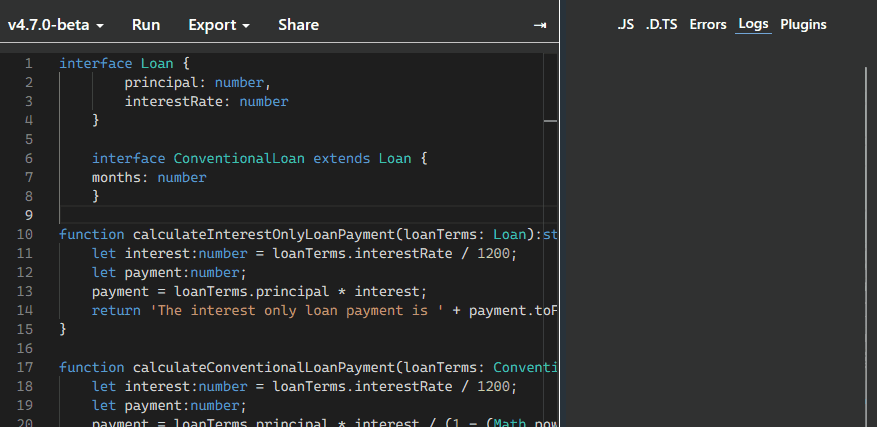 v4.7.0-beta Run Export Share
.JS .D.TS Errors Logs Plugins
1 interface Loan {
2 principal: number,
3 interestRate: number
4 }
5
6 interface ConventionalLoan extends Loan {
7 months: number
8 }
9
10 function calculateInterestOnlyLoanPayment(loanTerms: Loan):st
11 let interest:number = loanTerms.interestRate / 1200;
12 let payment:number;
13 payment = loanTerms.principal * interest;
14 return 'The interest only loan payment is ' + payment.toF
15 }
16
17 function calculateConventionalLoanPayment(loanTerms: Conventi
18 let interest:number = loanTerms.interestRate / 1200;
19 let payment:number;
20 payment = loanTerms.principal * interest / (1 - (Math.pow